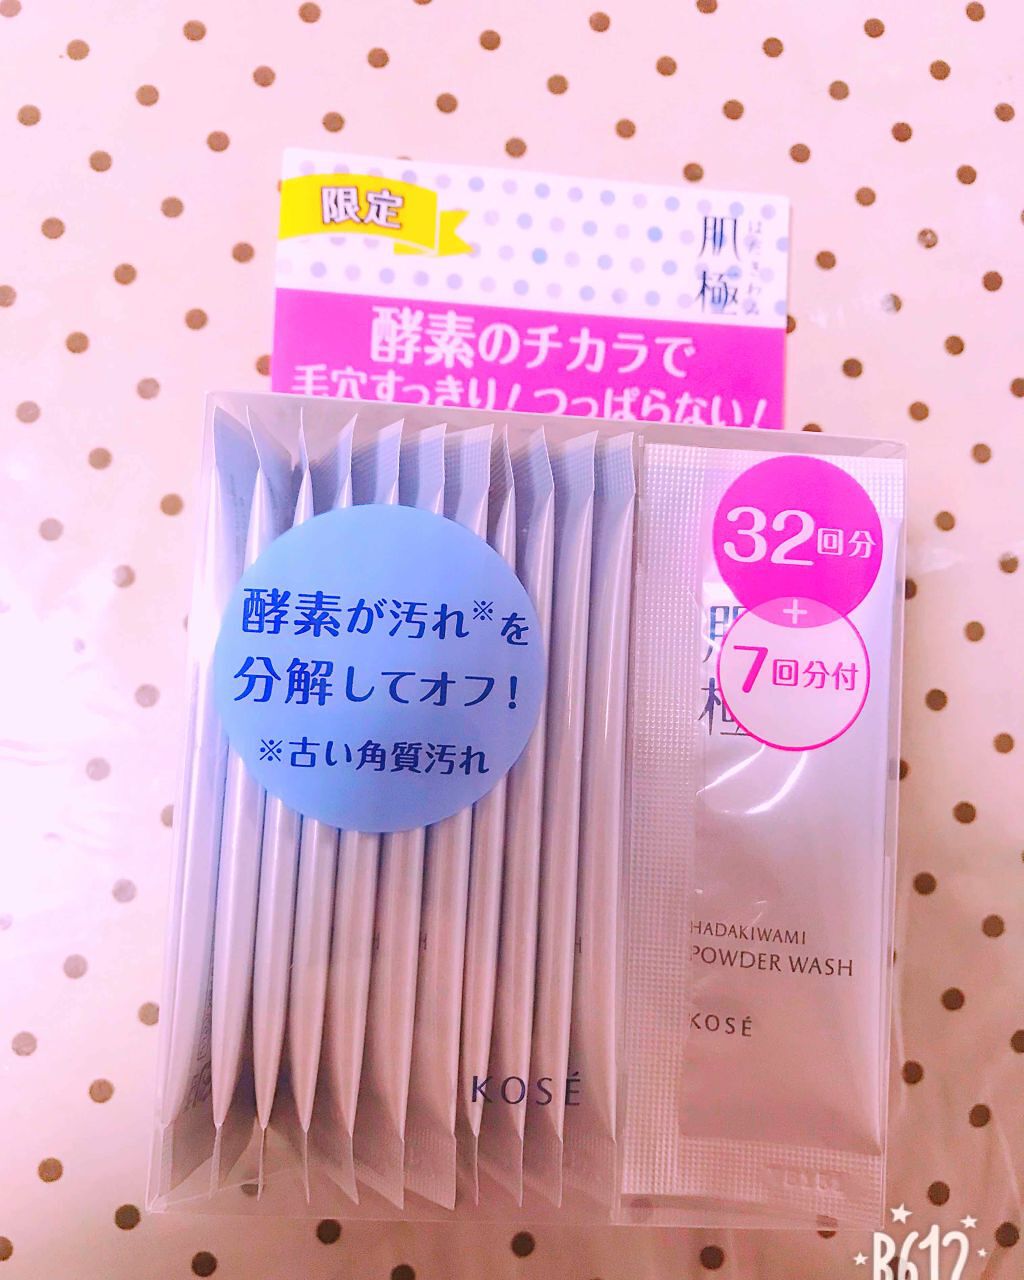 限定
肌極
はだきわみ
酵素のチカラで
毛穴すっきり!つっぱらない!
32回分
+
7回分付
酵素が汚れ※を
分解してオフ!
※古い角質汚れ
肌
極
HADAKIWAMI
POWDER WASH
KOSÉ
KOSÉ
B612